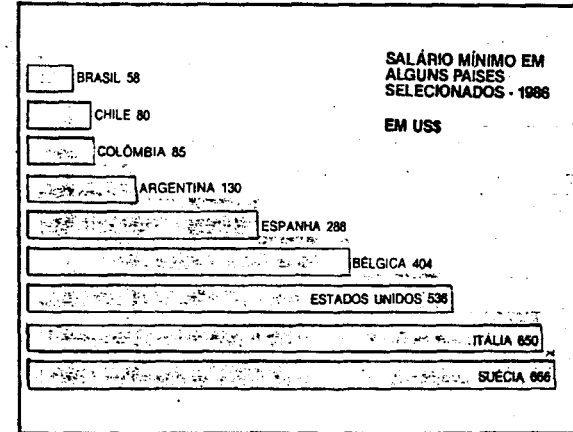 SALÁRIO MÍNIMO EM
ALGUNS PAISES
SELECIONADOS - 1986
EM US$
BRASIL 58
CHILE 80
COLÔMBIA 85
ARGENTINA 130
ESPANHA 288
BÉLGICA 404
ESTADOS UNIDOS 536
ITÁLIA 650
SUÉCIA 666